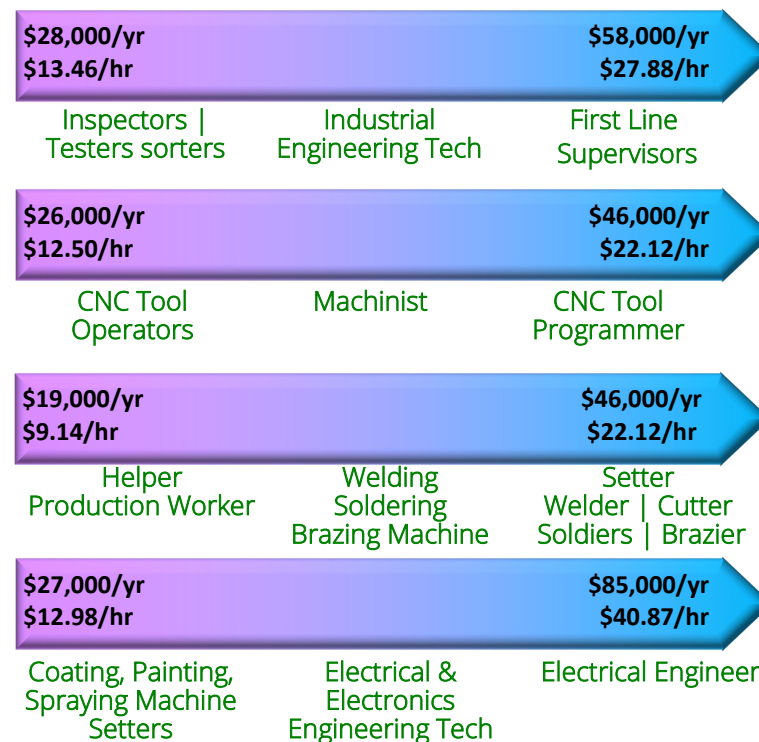 $28,000/yr $58,000/yr
$13.46/hr $27.88/hr
Inspectors | Industrial First Line
Testers sorters Engineering Tech Supervisors
$26,000/yr $46,000/yr
$12.50/hr $22.12/hr
CNC Tool Machinist CNC Tool
Operators Programmer
$19,000/yr $46,000/yr
$9.14/hr $22.12/hr
Helper Welding Setter
Production Worker Soldering Welder | Cutter
Brazing Machine Soldiers | Brazier
$27,000/yr $85,000/yr
$12.98/hr $40.87/hr
Coating, Painting, Electrical & Electrical Engineer
Spraying Machine Electronics
Setters Engineering Tech